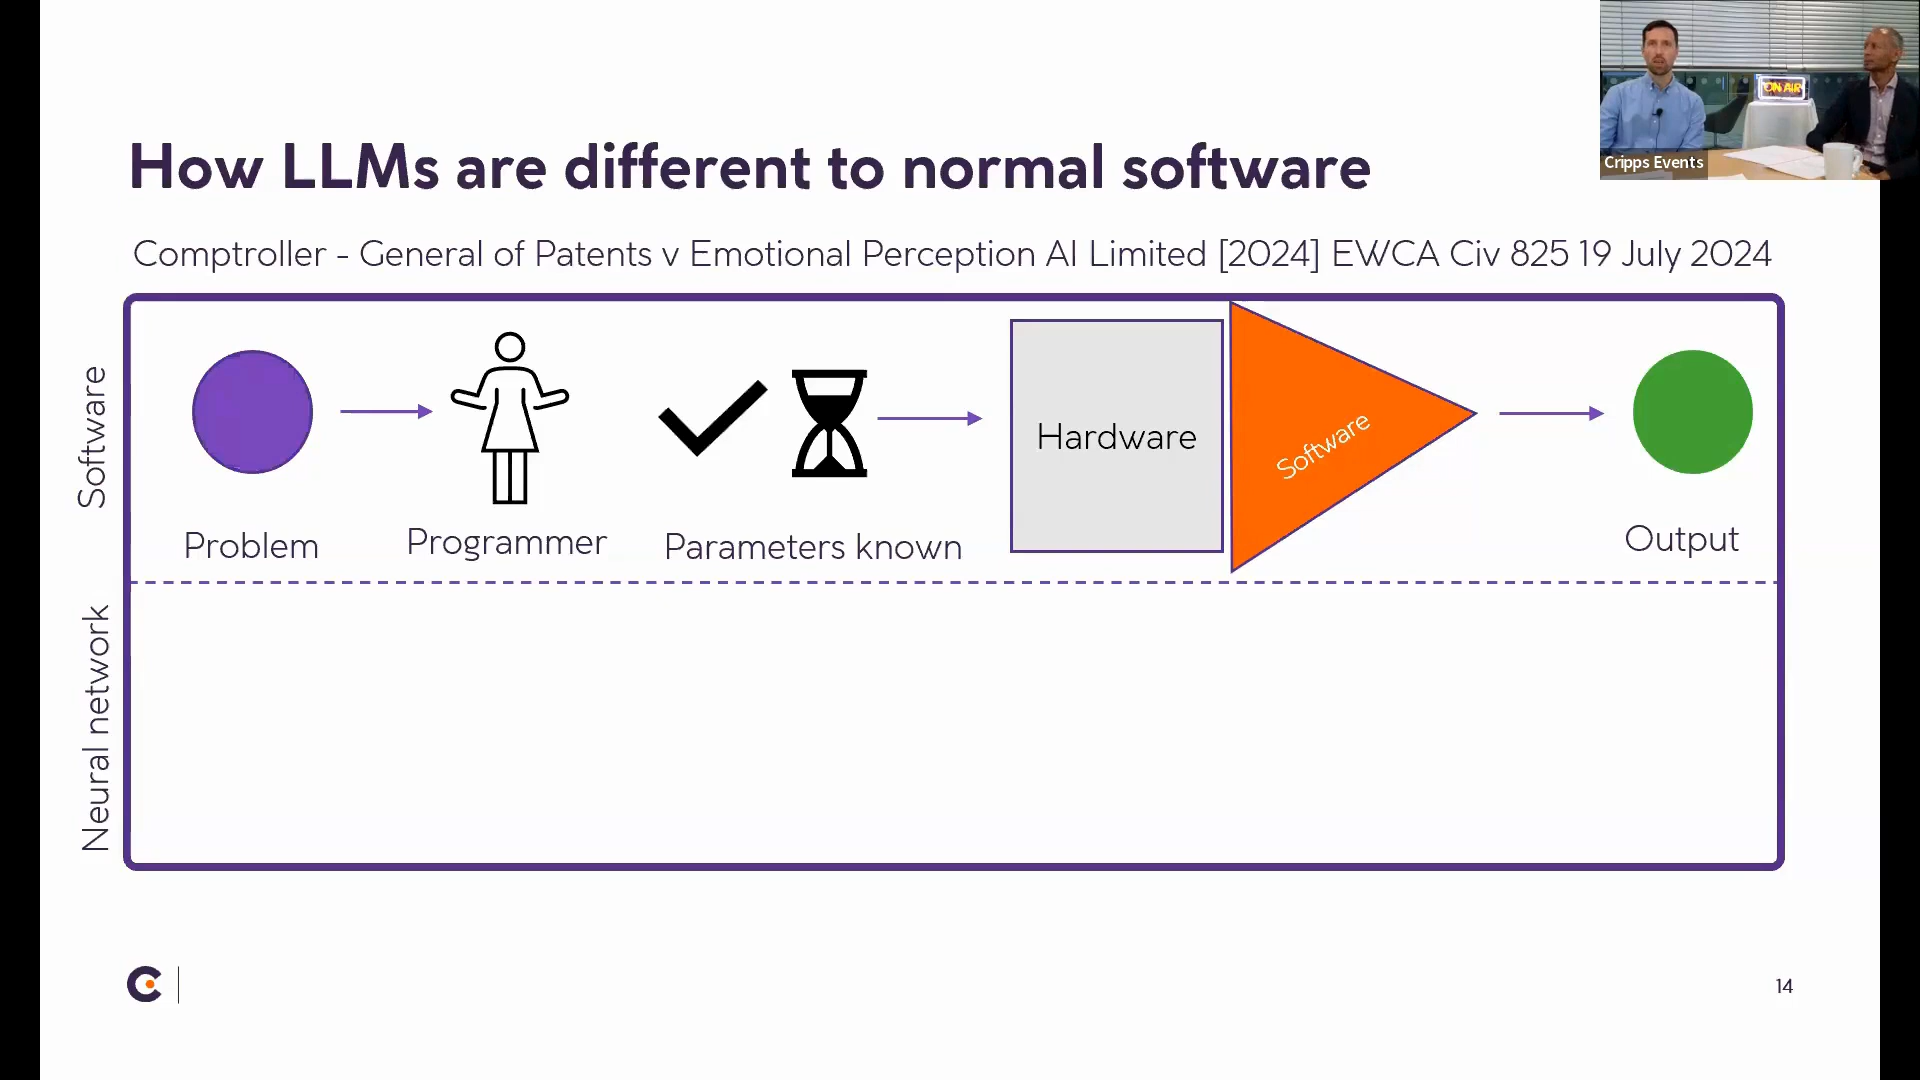 ON AIR
Cripps Events
How LLMs are different to normal software
Comptroller - General of Patents v Emotional Perception AI Limited [2024] EWCA Civ 825 19 July 2024
Software
Hardware
Software
Problem
Programmer
Parameters known
Output
Neural network
14